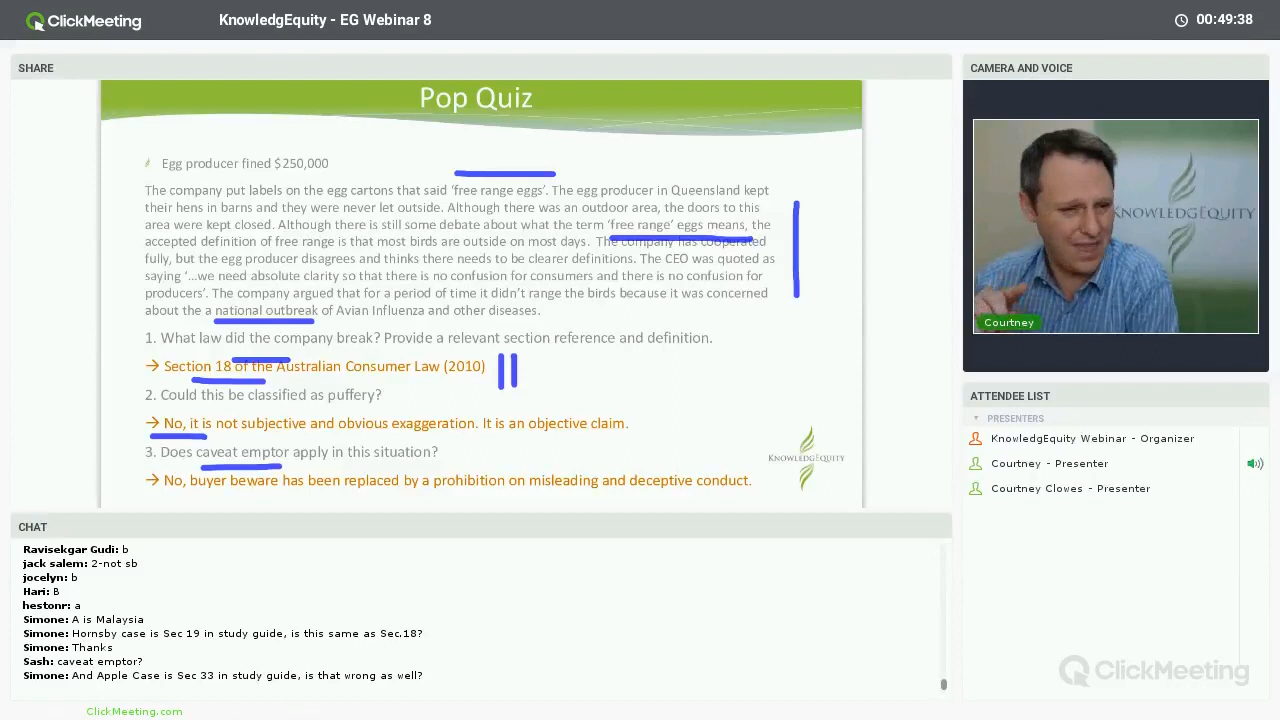 ClickMeeting
KnowledgEquity - EG Webinar 8
00:49:38
SHARE
Pop Quiz
Egg producer fined $250,000
The company put labels on the egg cartons that said ‘free range eggs’. The egg producer in Queensland kept
their hens in barns and they were never let outside. Although there was an outdoor area, the doors to this
area were kept closed. Although there is still some debate about what the term ‘free range’ eggs means, the
accepted definition of free range is that most birds are outside on most days. The company has cooperated
fully, but the egg producer disagrees and thinks there needs to be clearer definitions. The CEO was quoted as
saying ‘...we need absolute clarity so that there is no confusion for consumers and there is no confusion for
producers’. The company argued that for a period of time it didn’t range the birds because it was concerned
about the a national outbreak of Avian Influenza and other diseases.
1. What law did the company break? Provide a relevant section reference and definition.
→ Section 18 of the Australian Consumer Law (2010)
2. Could this be classified as puffery?
→ No, it is not subjective and obvious exaggeration. It is an objective claim.
3. Does caveat emptor apply in this situation?
→ No, buyer beware has been replaced by a prohibition on misleading and deceptive conduct.
KNOWLEDGEQUITY
CHAT
Ravisekgar Gudi: b
jack salem: 2-not sb
jocelyn: b
Hari: B
hestonr: a
Simone: A is Malaysia
Simone: Hornsby case is Sec 19 in study guide, is this same as Sec.18?
Simone: Thanks
Sash: caveat emptor?
Simone: And Apple Case is Sec 33 in study guide, is that wrong as well?
ClickMeeting.com
CAMERA AND VOICE
KNOWLEDGEQUITY
Courtney
ATTENDEE LIST
PRESENTERS
KnowledgEquity Webinar - Organizer
Courtney - Presenter
Courtney Clowes - Presenter
ClickMeeting